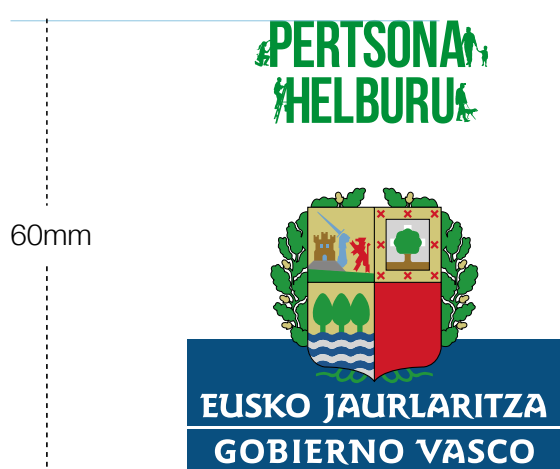 PERTSONA
HELBURU
60mm
EUSKO JAURLARITZA
GOBIERNO VASCO